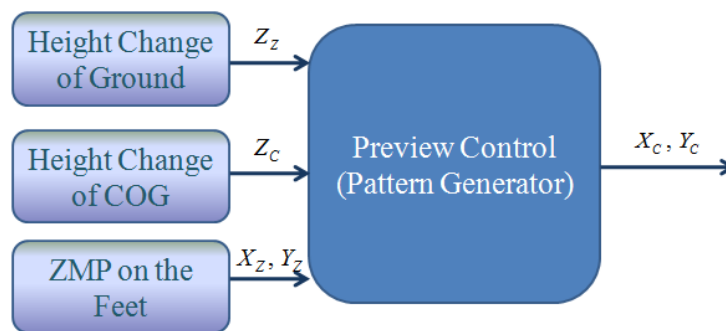 Height Change
of Ground
Z_Z
Height Change
of COG
Z_C
ZMP on the
Feet
X_Z, Y_Z
Preview Control
(Pattern Generator)
X_C, Y_C